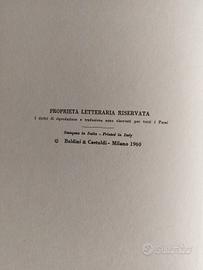 PROPRIETÀ LETTERARIA RISERVATA
I diritti di riproduzione e traduzione sono riservati per tutti i Paesi
Stampato in Italia - Printed in Italy
© Baldini & Castoldi - Milano 1960
subito